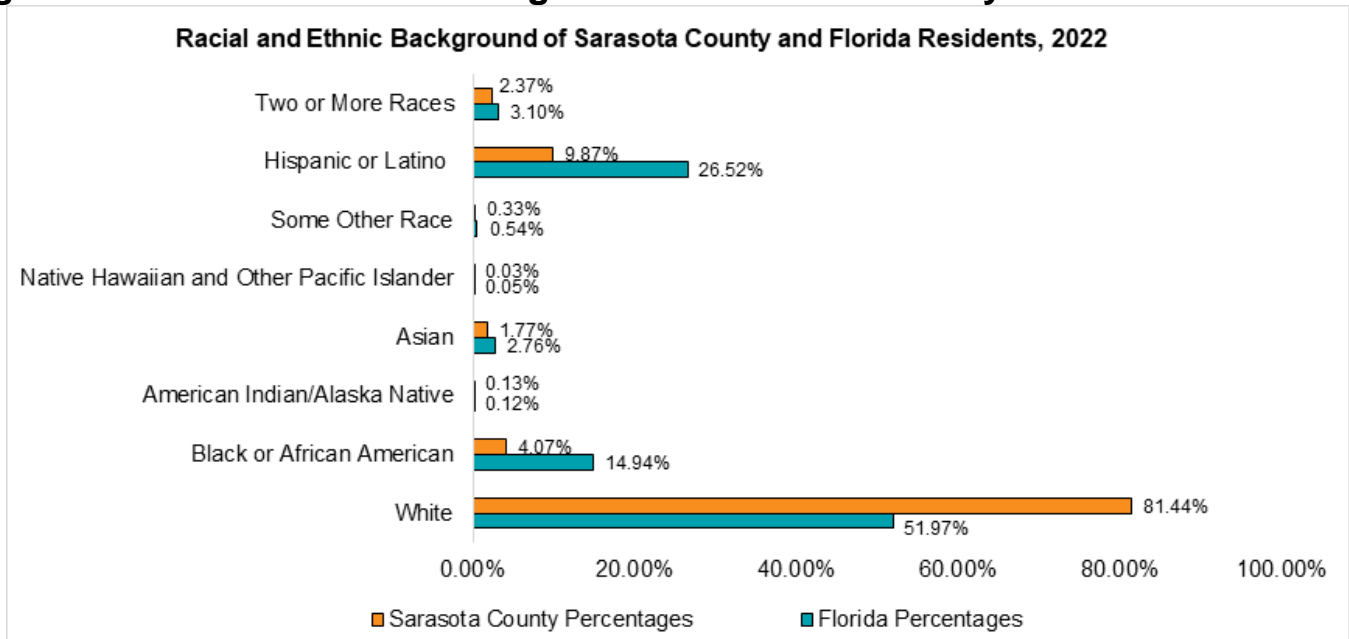 Racial and Ethnic Background of Sarasota County and Florida Residents, 2022
Two or More Races
2.37%
3.10%
Hispanic or Latino
9.87%
26.52%
Some Other Race
0.33%
0.54%
Native Hawaiian and Other Pacific Islander
0.03%
0.05%
Asian
1.77%
2.76%
American Indian/Alaska Native
0.13%
0.12%
Black or African American
4.07%
14.94%
White
81.44%
51.97%
0.00% 20.00% 40.00% 60.00% 80.00% 100.00%
Sarasota County Percentages Florida Percentages